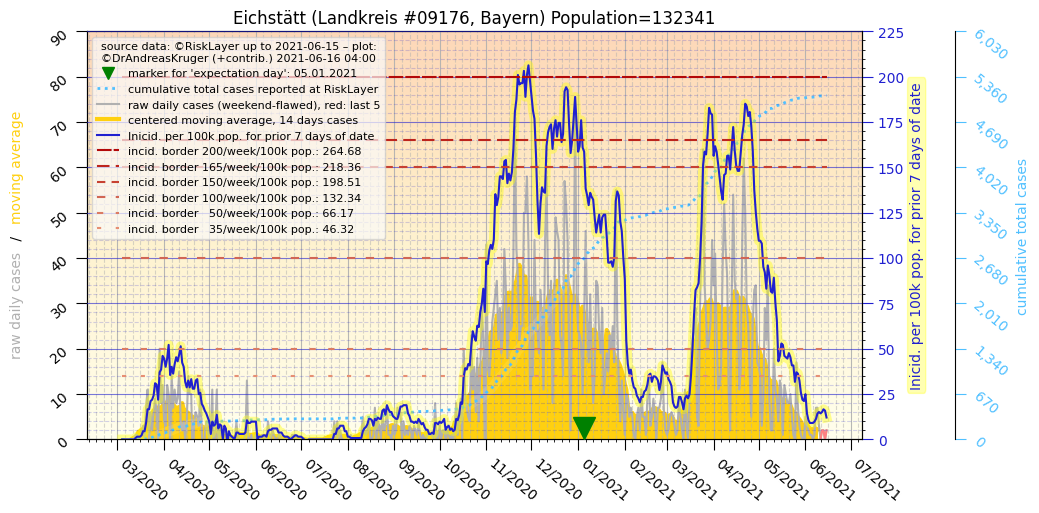 Eichstätt (Landkreis #09176, Bayern) Population=132341
source data: ©RiskLayer up to 2021-06-15 – plot:
©DrAndreasKruger (+contrib.) 2021-06-16 04:00
marker for 'expectation day': 05.01.2021
cumulative total cases reported at RiskLayer
raw daily cases (weekend-flawed), red: last 5
centered moving average, 14 days cases
Inicid. per 100k pop. for prior 7 days of date
incid. border 200/week/100k pop.: 264.68
incid. border 165/week/100k pop.: 218.36
incid. border 150/week/100k pop.: 198.51
incid. border 100/week/100k pop.: 132.34
incid. border 50/week/100k pop.: 66.17
incid. border 35/week/100k pop.: 46.32
raw daily cases / moving average
90
80
70
60
50
40
30
20
10
0
225
200
175
150
125
100
75
50
25
0
Inicid. per 100k pop. for prior 7 days of date
6,030
5,360
4,690
4,020
3,350
2,680
2,010
1,340
670
0
cumulative total cases
03/2020
04/2020
05/2020
06/2020
07/2020
08/2020
09/2020
10/2020
11/2020
12/2020
01/2021
02/2021
03/2021
04/2021
05/2021
06/2021
07/2021